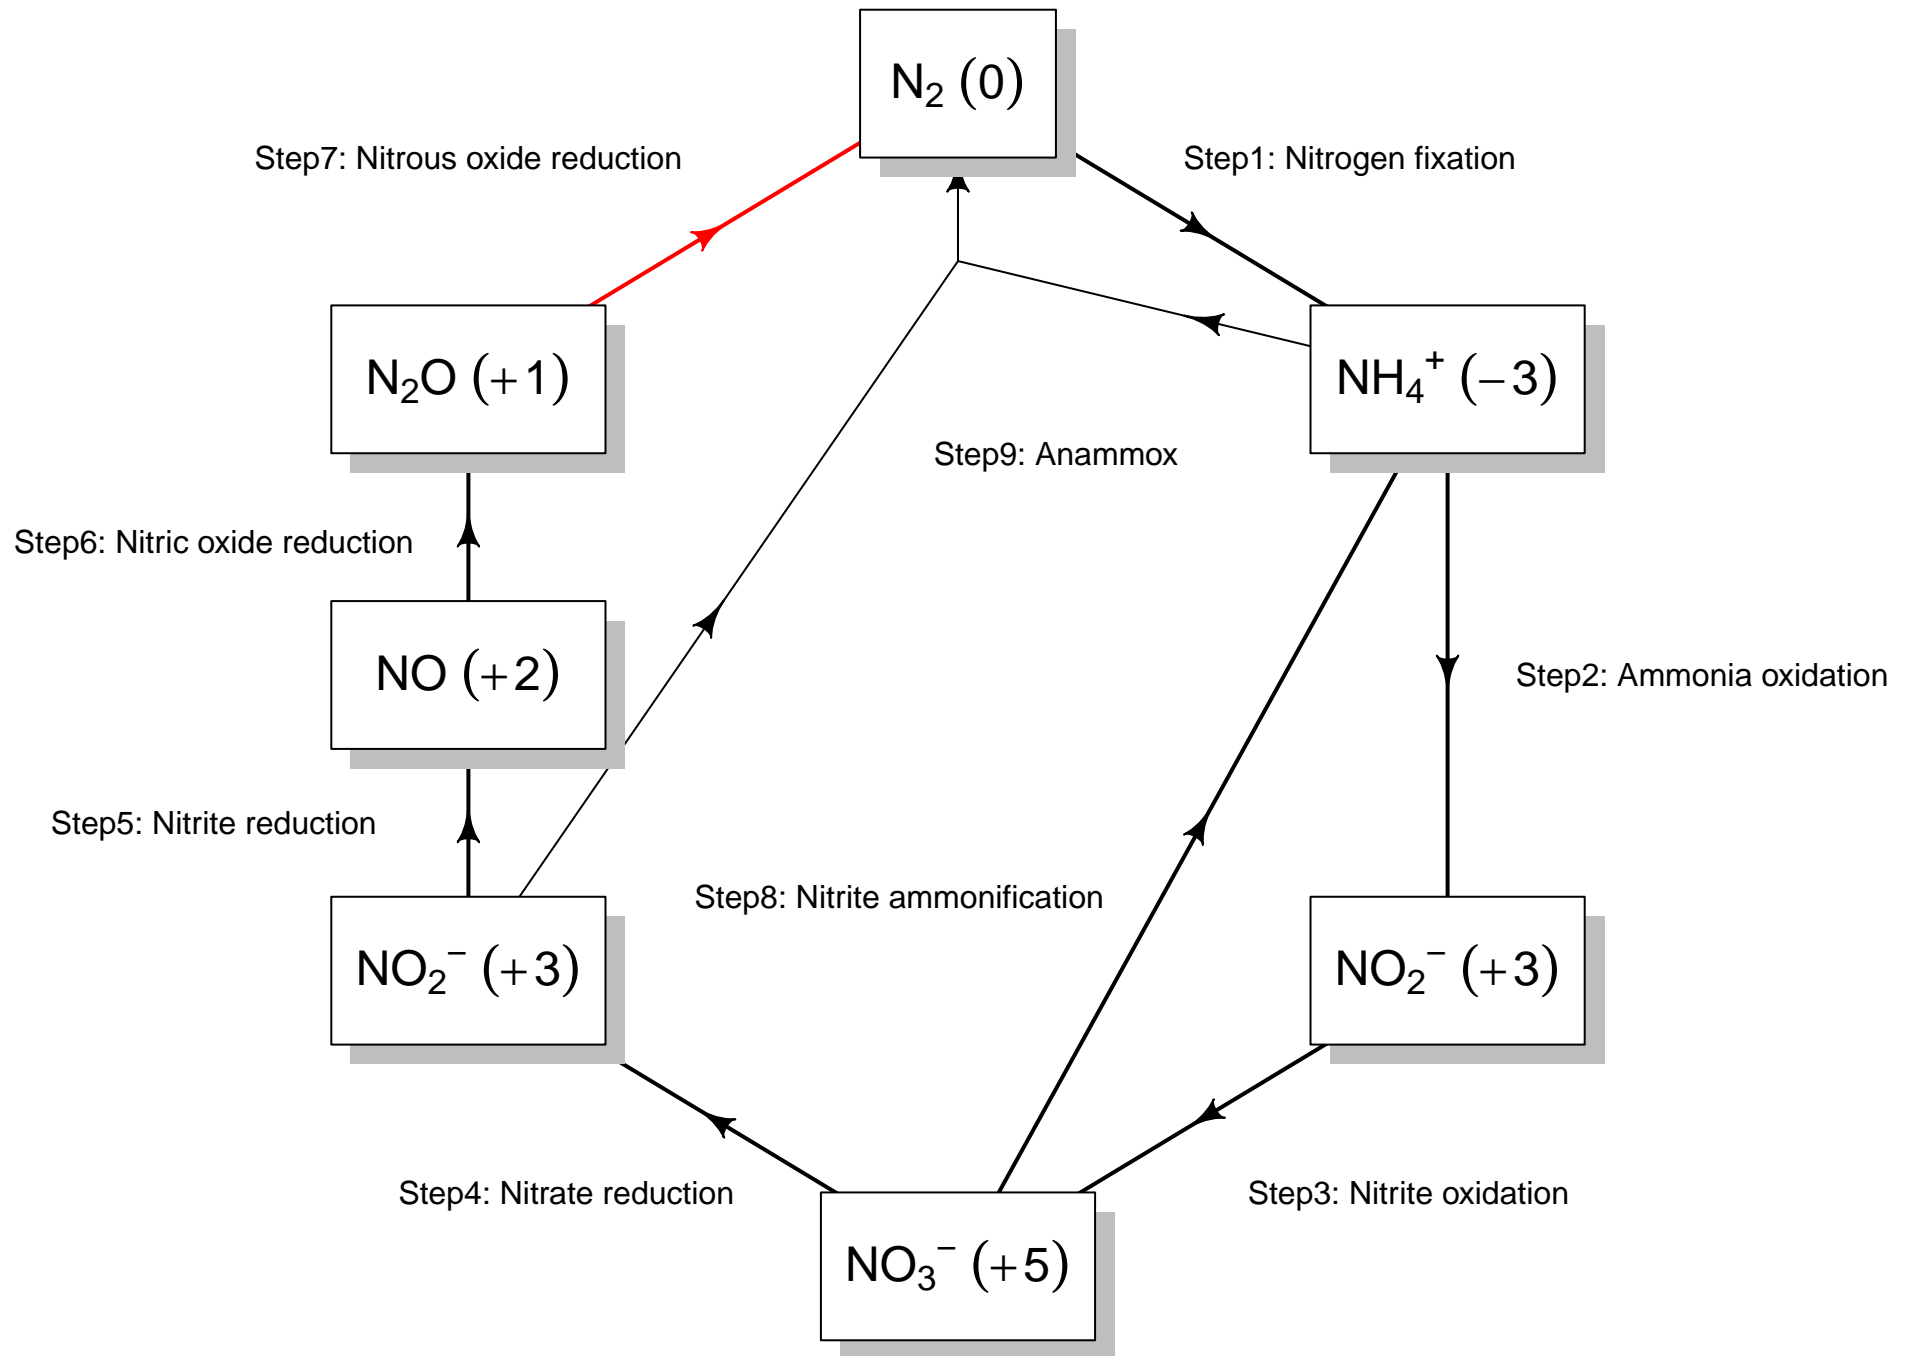 N₂ (0)
Step7: Nitrous oxide reduction
Step1: Nitrogen fixation
N₂O (+1)
NH₄⁺ (−3)
Step9: Anammox
Step6: Nitric oxide reduction
NO (+2)
Step2: Ammonia oxidation
Step5: Nitrite reduction
Step8: Nitrite ammonification
NO₂⁻ (+3)
NO₂⁻ (+3)
Step4: Nitrate reduction
Step3: Nitrite oxidation
NO₃⁻ (+5)